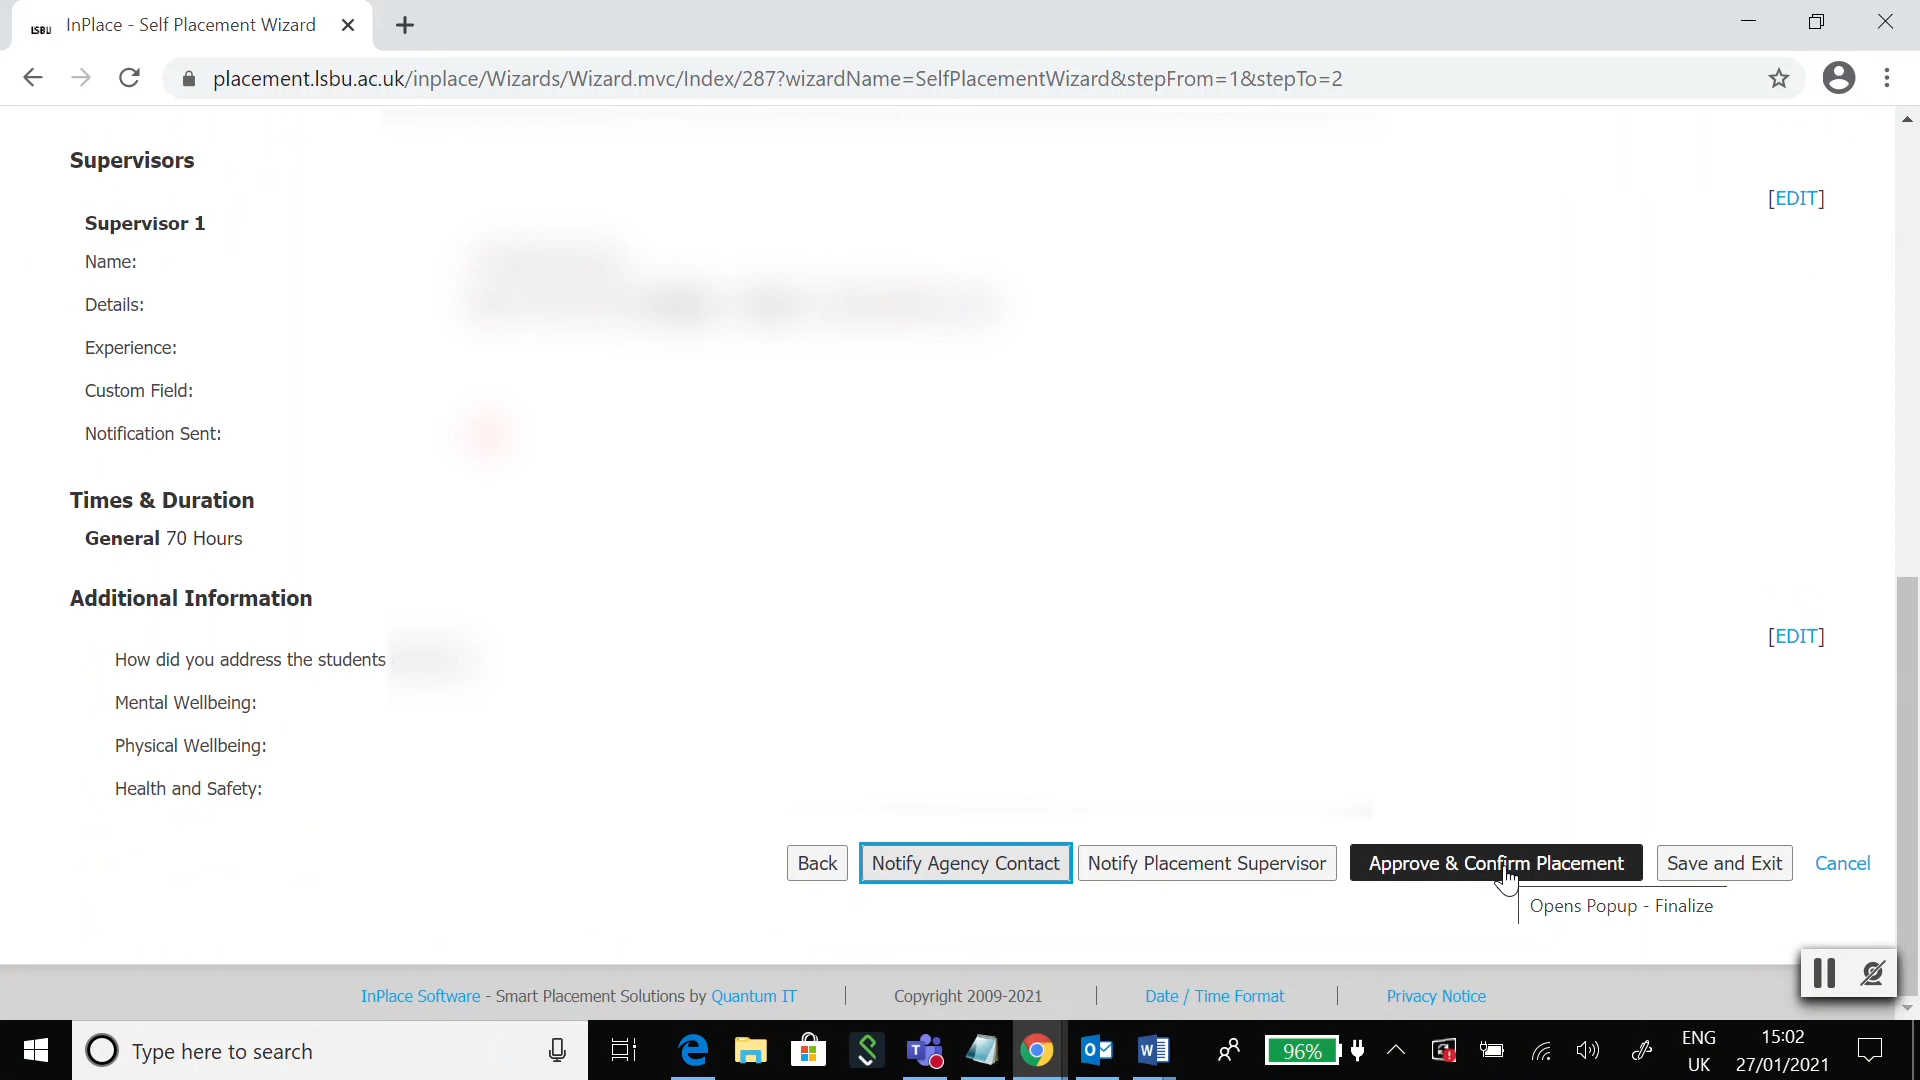 LSBU InPlace - Self Placement Wizard
placement.lsbu.ac.uk/inplace/Wizards/Wizard.mvc/Index/287?wizardName=SelfPlacementWizard&stepFrom=1&stepTo=2
Supervisors
[EDIT]
Supervisor 1
Name:
Details:
Experience:
Custom Field:
Notification Sent:
Times & Duration
General 70 Hours
Additional Information
[EDIT]
How did you address the students
Mental Wellbeing:
Physical Wellbeing:
Health and Safety:
Back Notify Agency Contact Notify Placement Supervisor Approve & Confirm Placement Save and Exit Cancel
Opens Popup - Finalize
InPlace Software - Smart Placement Solutions by Quantum IT | Copyright 2009-2021 | Date / Time Format | Privacy Notice
Type here to search
96%
ENG
UK
15:02
27/01/2021